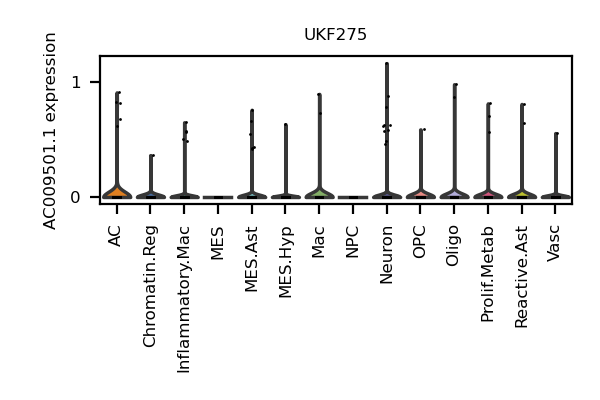 UKF275
AC009501.1 expression
1
0
AC
Chromatin.Reg
Inflammatory.Mac
MES
MES.Ast
MES.Hyp
Mac
NPC
Neuron
OPC
Oligo
Prolif.Metab
Reactive.Ast
Vasc